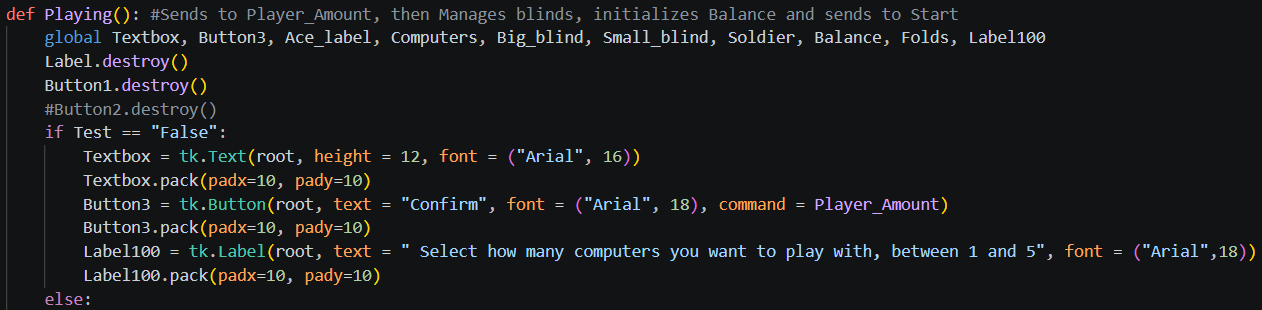 def Playing(): #Sends to Player_Amount, then Manages blinds, initializes Balance and sends to Start
    global Textbox, Button3, Ace_label, Computers, Big_blind, Small_blind, Soldier, Balance, Folds, Label100
    Label.destroy()
    Button1.destroy()
    #Button2.destroy()
    if Test == "False":
        Textbox = tk.Text(root, height = 12, font = ("Arial", 16))
        Textbox.pack(padx=10, pady=10)
        Button3 = tk.Button(root, text = "Confirm", font = ("Arial", 18), command = Player_Amount)
        Button3.pack(padx=10, pady=10)
        Label100 = tk.Label(root, text = " Select how many computers you want to play with, between 1 and 5", font = ("Arial",18))
        Label100.pack(padx=10, pady=10)
    else: